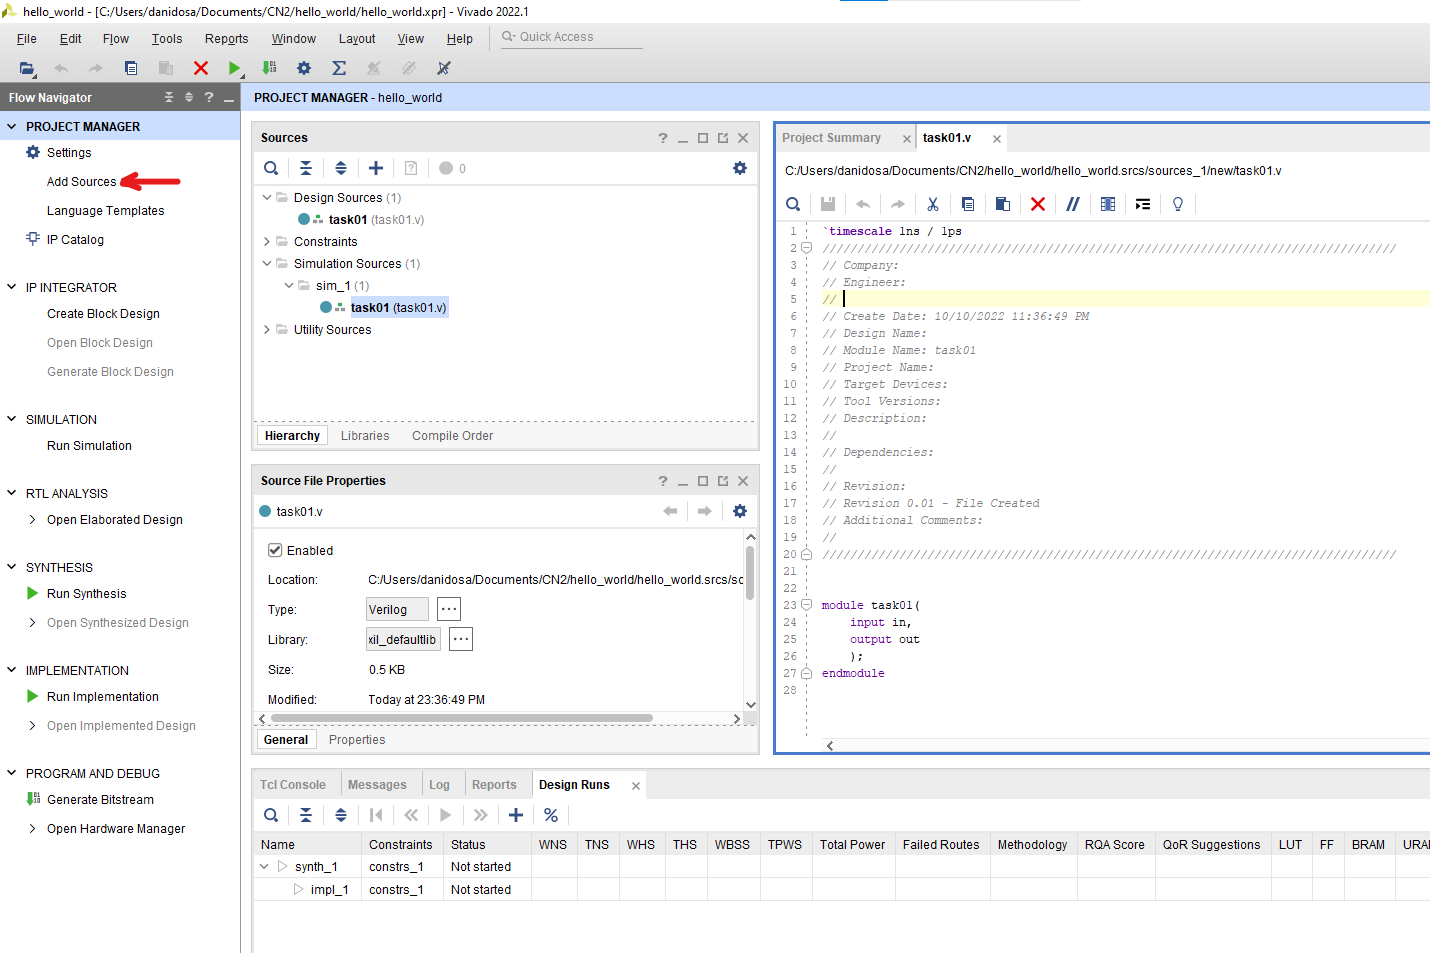 hello_world - [C:/Users/danidosa/Documents/CN2/hello_world/hello_world.xpr] - Vivado 2022.1
File Edit Flow Tools Reports Window Layout View Help Quick Access
Flow Navigator
PROJECT MANAGER
Settings
Add Sources
Language Templates
IP Catalog
IP INTEGRATOR
Create Block Design
Open Block Design
Generate Block Design
SIMULATION
Run Simulation
RTL ANALYSIS
Open Elaborated Design
SYNTHESIS
Run Synthesis
Open Synthesized Design
IMPLEMENTATION
Run Implementation
Open Implemented Design
PROGRAM AND DEBUG
Generate Bitstream
Open Hardware Manager
PROJECT MANAGER - hello_world
Sources
0
Design Sources (1)
task01 (task01.v)
Constraints
Simulation Sources (1)
sim_1 (1)
task01 (task01.v)
Utility Sources
Hierarchy Libraries Compile Order
Source File Properties
task01.v
Enabled
Location: C:/Users/danidosa/Documents/CN2/hello_world/hello_world.srcs/so
Type: Verilog ...
Library: xil_defaultlib ...
Size: 0.5 KB
Modified: Today at 23:36:49 PM
General Properties
Project Summary task01.v
C:/Users/danidosa/Documents/CN2/hello_world/hello_world.srcs/sources_1/new/task01.v
1 `timescale 1ns / 1ps
2 //////////////////////////////////////////////////////////////////////////////////
3 // Company:
4 // Engineer:
5 //
6 // Create Date: 10/10/2022 11:36:49 PM
7 // Design Name:
8 // Module Name: task01
9 // Project Name:
10 // Target Devices:
11 // Tool Versions:
12 // Description:
13 //
14 // Dependencies:
15 //
16 // Revision:
17 // Revision 0.01 - File Created
18 // Additional Comments:
19 //
20 //////////////////////////////////////////////////////////////////////////////////
21
22
23 module task01(
24 input in,
25 output out
26 );
27 endmodule
28
Tcl Console Messages Log Reports Design Runs
Name Constraints Status WNS TNS WHS THS WBSS TPWS Total Power Failed Routes Methodology RQA Score QoR Suggestions LUT FF BRAM URA
synth_1 constrs_1 Not started
impl_1 constrs_1 Not started